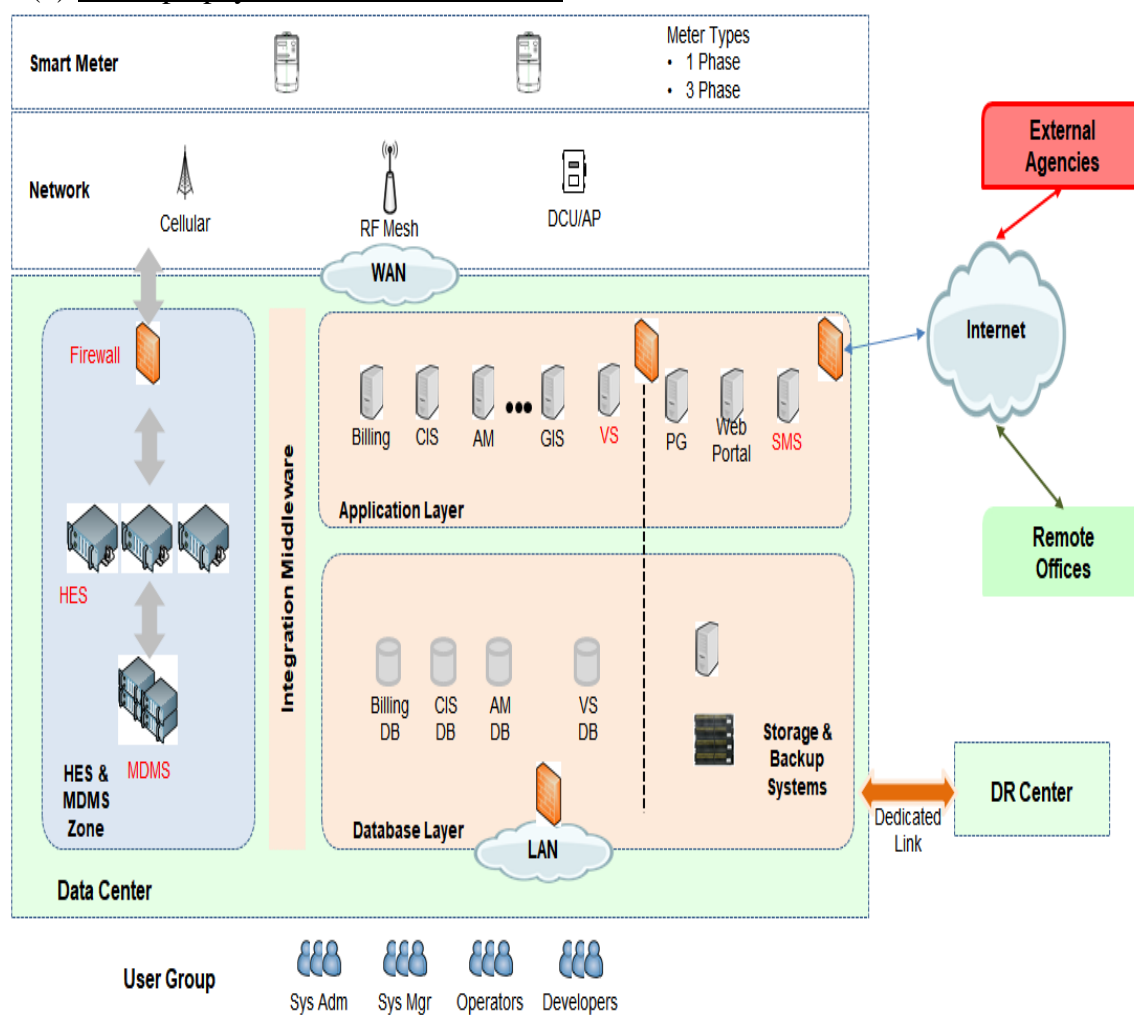 Smart Meter
Meter Types
• 1 Phase
• 3 Phase
External
Agencies
Network
Cellular
RF Mesh
DCU/AP
WAN
Internet
Firewall
Integration Middleware
Billing
CIS
AM
•••
GIS
VS
PG
Web
Portal
SMS
Application Layer
Remote
Offices
HES
MDMS
HES &
MDMS
Zone
Billing
DB
CIS
DB
AM
DB
VS
DB
Storage &
Backup
Systems
Database Layer
LAN
Dedicated
Link
DR Center
Data Center
User Group
Sys Adm
Sys Mgr
Operators
Developers